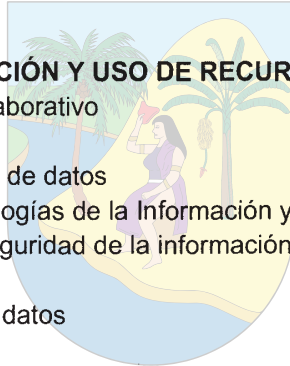 CIÓN Y USO DE RECUR
aborativo
de datos
ogías de la Información y
guridad de la información
datos